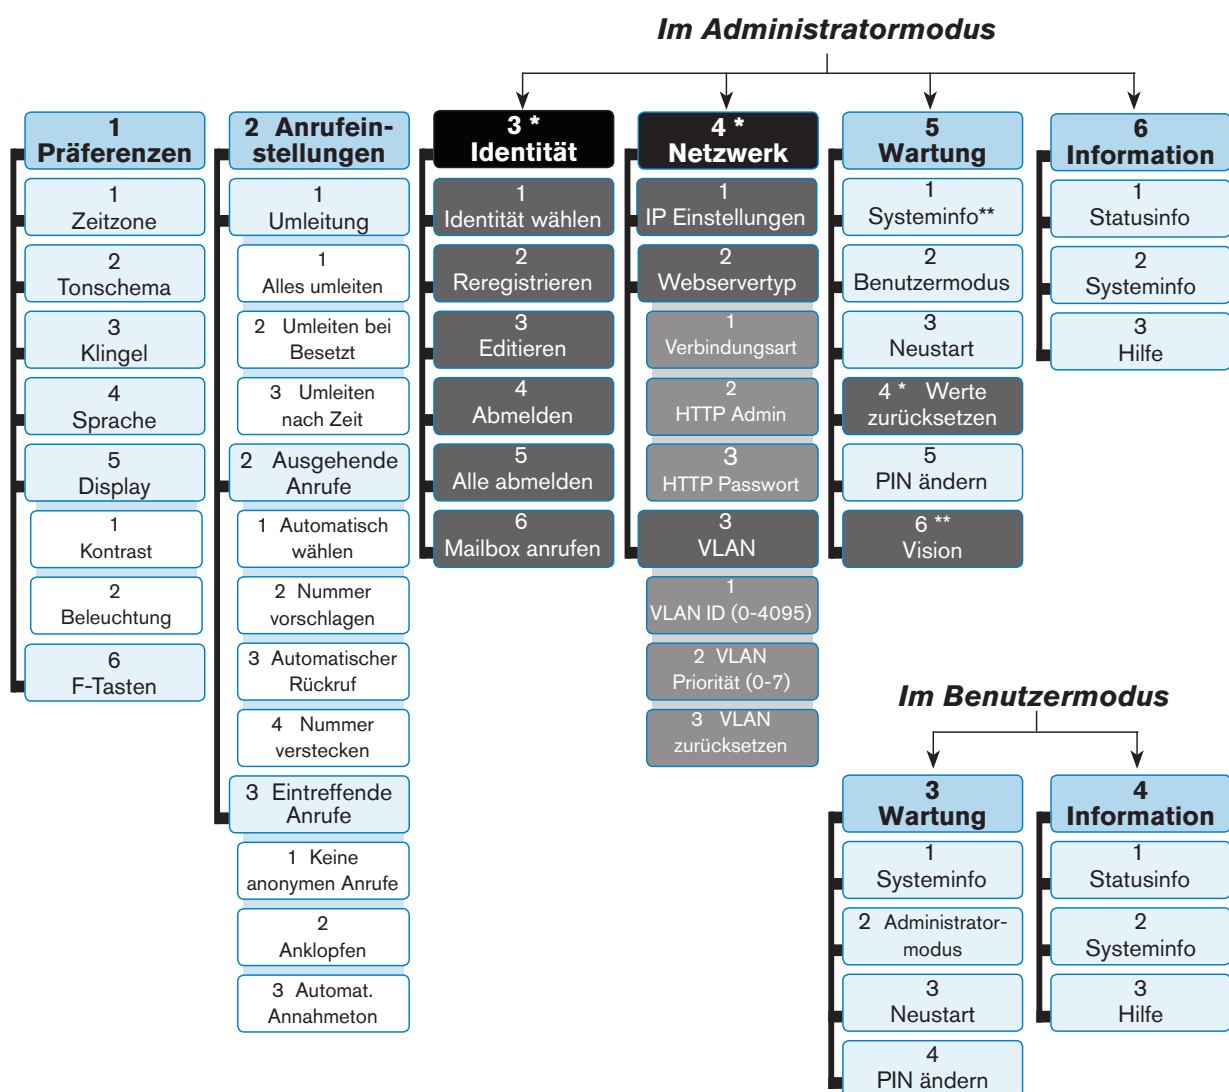 Im Administratormodus
1
Präferenzen
1
Zeitzone
2
Tonschema
3
Klingel
4
Sprache
5
Display
1
Kontrast
2
Beleuchtung
6
F-Tasten
2 Anrufein-
stellungen
1
Umleitung
1
Alles umleiten
2 Umleiten bei
Besetzt
3 Umleiten
nach Zeit
2 Ausgehende
Anrufe
1 Automatisch
wählen
2 Nummer
vorschlagen
3 Automatischer
Rückruf
4 Nummer
verstecken
3 Eintreffende
Anrufe
1 Keine
anonymen Anrufe
2
Anklopfen
3 Automat.
Annahmeton
3 *
Identität
1
Identität wählen
2
Reregistrieren
3
Editieren
4
Abmelden
5
Alle abmelden
6
Mailbox anrufen
4 *
Netzwerk
1
IP Einstellungen
2
Webservertyp
1
Verbindungsart
2
HTTP Admin
3
HTTP Passwort
3
VLAN
1
VLAN ID (0-4095)
2 VLAN
Priorität (0-7)
3 VLAN
zurücksetzen
5
Wartung
1
Systeminfo**
2
Benutzermodus
3
Neustart
4 * Werte
zurücksetzen
5
PIN ändern
6 **
Vision
6
Information
1
Statusinfo
2
Systeminfo
3
Hilfe
Im Benutzermodus
3
Wartung
1
Systeminfo
2 Administrator-
modus
3
Neustart
4
PIN ändern
4
Information
1
Statusinfo
2
Systeminfo
3
Hilfe